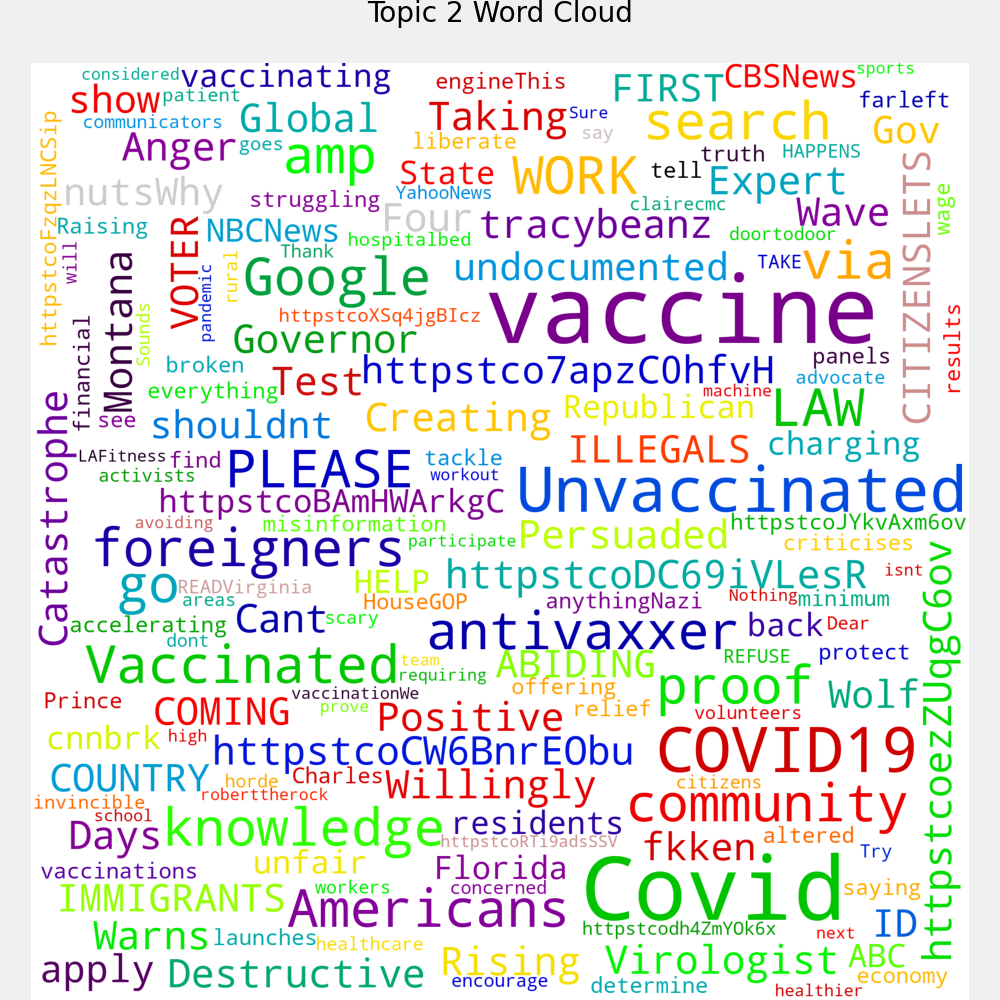 Topic 2 Word Cloud
considered
vaccinating
engineThis
FIRST
CBSNews
sports
show
patient
farleft
communicators
Global
Taking
Sure
search
Gov
Anger
goes
amp
liberate
say
truth
HAPPENS
nutsWhy
State
WORK
tell
Expert
struggling
YahooNews
clairecmc
Wave
wage
httpstcoFzqzLNCSip
CITIZENSLETS
Raising
NBCNews
Four
tracybeanz
doortodoor
hospitalbed
Thank
will
VOTER
pandemic
rural
Google
undocumented
TAKE
via
Montana
httpstcoXSq4jgBIcz
vaccine
Sounds
Governor
financial
results
panels
broken
httpstco7apzC0hfvH
advocate
everything
Test
machine
see
shouldnt
Creating
Republican
LAW
Catastrophe
ILLEGALS
charging
LAFitness
find
PLEASE
tackle
activists
workout
Unvaccinated
httpstcoBAmHWArkgC
avoiding
misinformation
Persuaded
httpstcoJYkvAxm6ov
foreigners
participate
criticises
go
READVirginia
HELP
httpstcoDC69iVLesR
isnt
areas
HouseGOP
anythingNazi
Nothing
minimum
accelerating
Cant
scary
antivaxxer
back
Dear
dont
httpstcoezZUqgC6ov
Vaccinated
team
requiring
ABIDING
REFUSE
protect
Prince
vaccinationWe
offering
proof
Wolf
COMING
prove
Positive
relief
volunteers
cnnbrk
high
httpstcoCW6BnrEObu
COVID19
COUNTRY
horde
Charles
Willingly
citizens
invincible
roberttherock
community
school
Days
knowledge
residents
altered
httpstcoRTi9adsSSV
fkken
Try
vaccinations
unfair
Florida
IMMIGRANTS
workers
concerned
Covid
saying
Americans
Warns
launches
healthcare
httpstcodh4ZmYOk6x
next
ID
apply
Destructive
Rising
Virologist
ABC
encourage
determine
economy
healthier